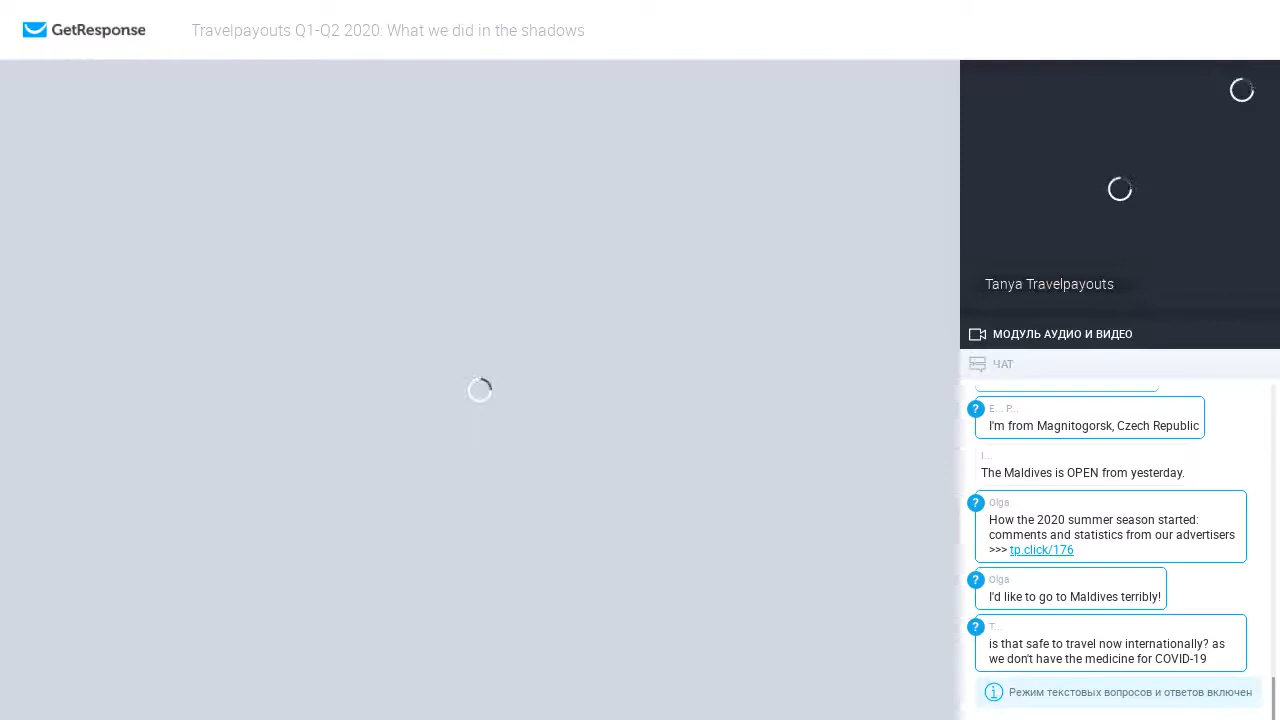 GetResponse
Travelpayouts Q1-Q2 2020: What we did in the shadows
Tanya Travelpayouts
МОДУЛЬ АУДИО И ВИДЕО
ЧАТ
? E... P...
I'm from Magnitogorsk, Czech Republic
I...
The Maldives is OPEN from yesterday.
? Olga
How the 2020 summer season started:
comments and statistics from our advertisers
>>> tp.click/176
? Olga
I'd like to go to Maldives terribly!
? T...
is that safe to travel now internationally? as
we don't have the medicine for COVID-19
Режим текстовых вопросов и ответов включен